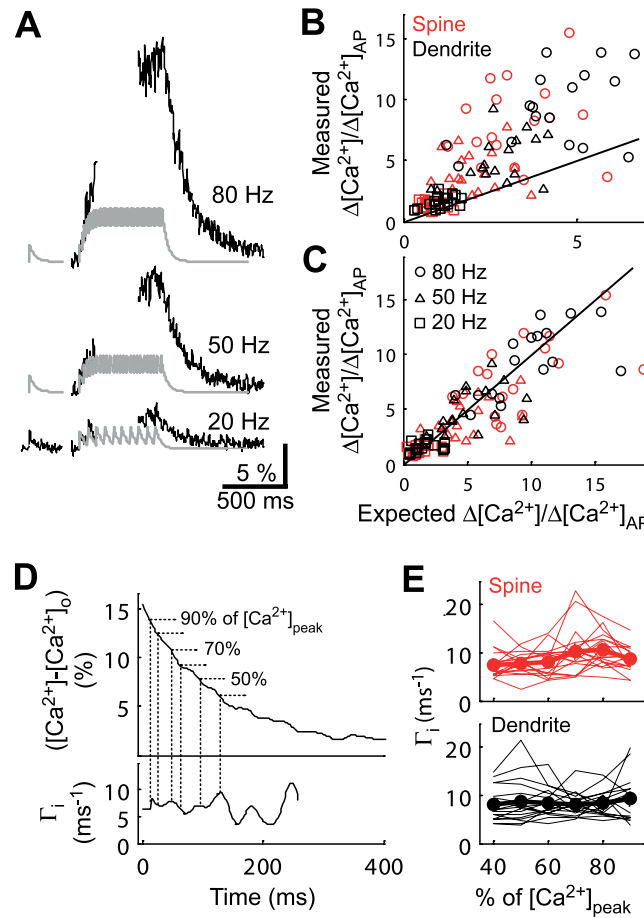 A
80 Hz
50 Hz
20 Hz
5 %
500 ms
B
Spine
Dendrite
Measured
Δ[Ca²⁺]/Δ[Ca²⁺]AP
15
10
5
0
0
5
C
80 Hz
50 Hz
20 Hz
Measured
Δ[Ca²⁺]/Δ[Ca²⁺]AP
15
10
5
0
0
5
10
15
Expected Δ[Ca²⁺]/Δ[Ca²⁺]AP
D
([Ca²⁺]-[Ca²⁺]o)
(%)
15
10
5
90% of [Ca²⁺]peak
70%
50%
Γi
(ms⁻¹)
10
5
0
0
200
400
Time (ms)
E
Spine
20
10
0
Γi (ms⁻¹)
Dendrite
20
10
0
40
60
80
% of [Ca²⁺]peak